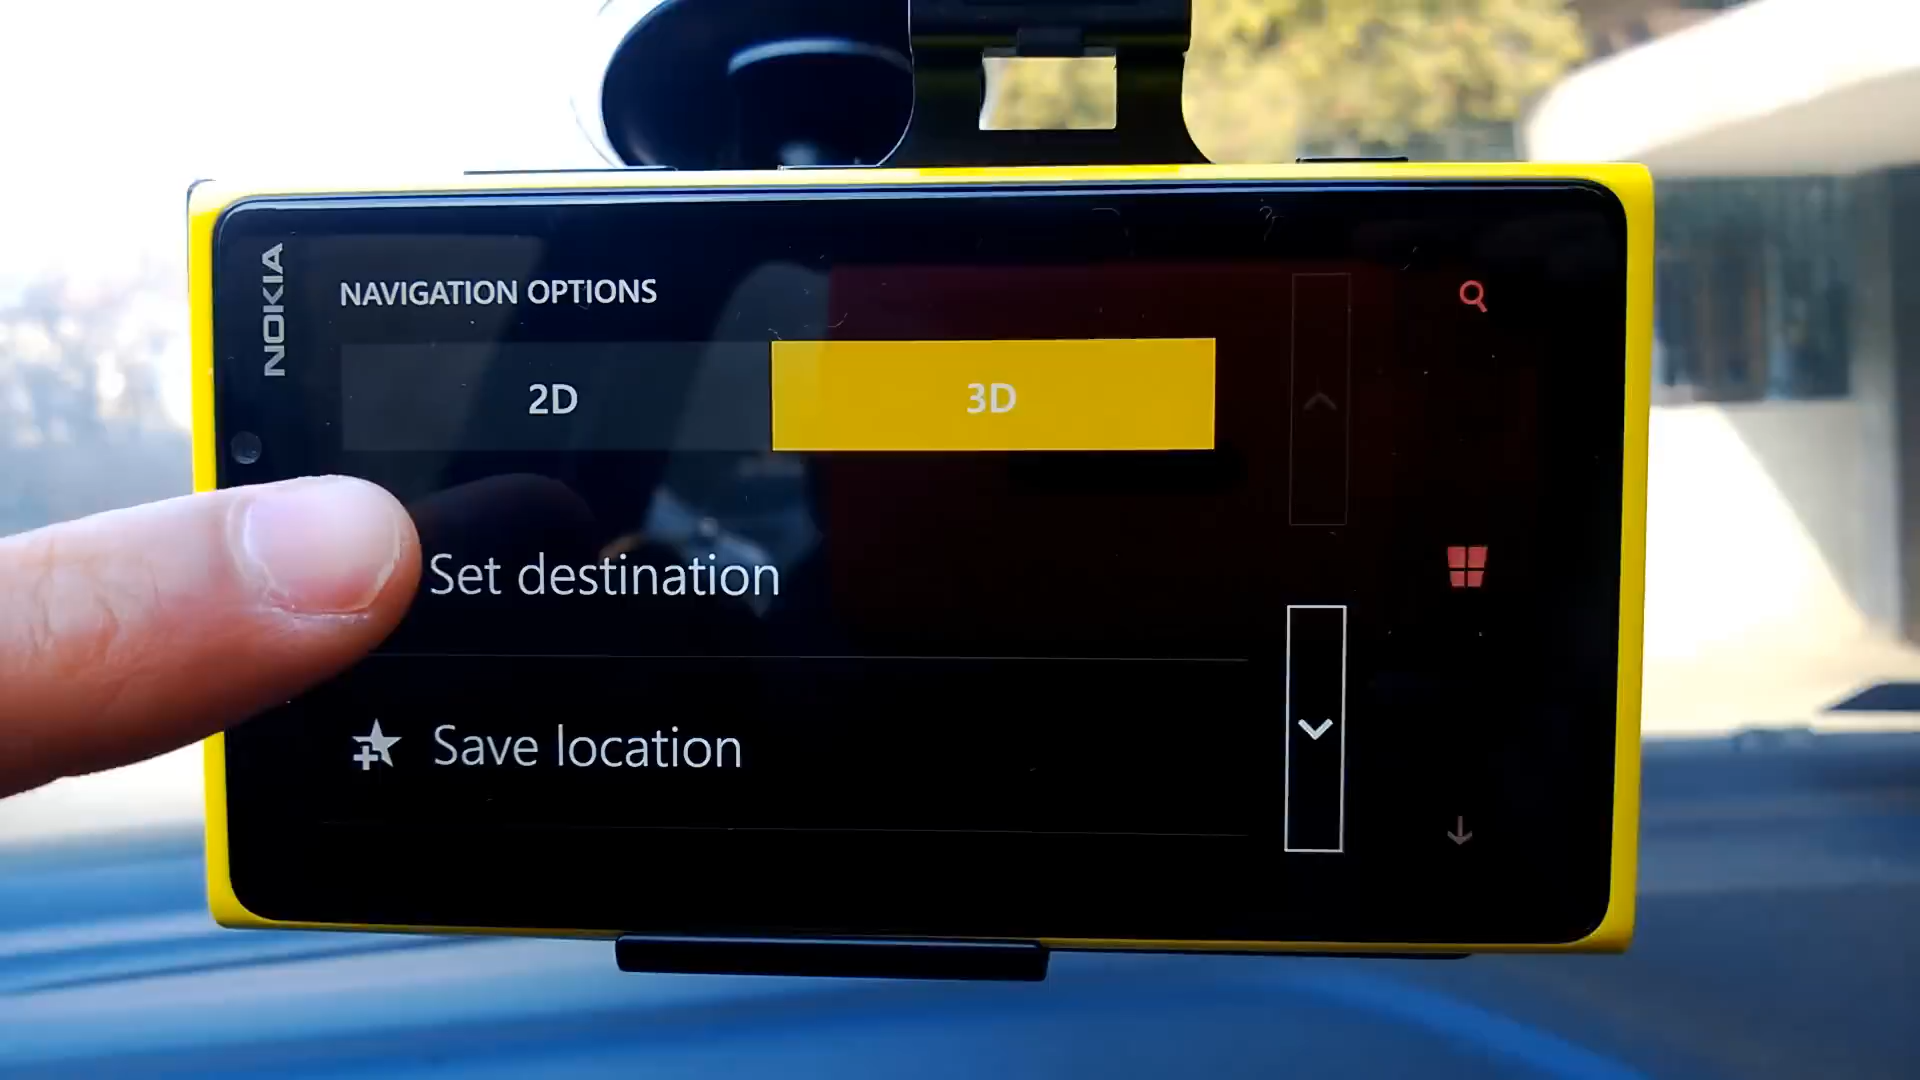 NOKIA
NAVIGATION OPTIONS
2D 3D
Set destination
Save location